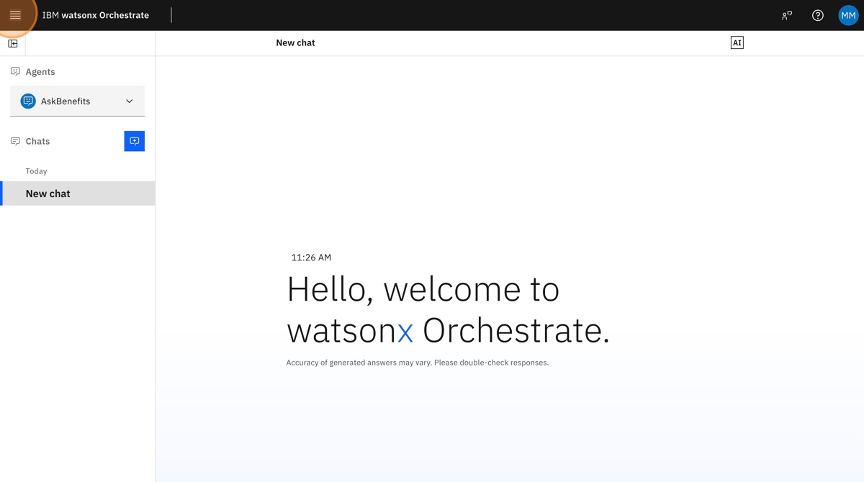 IBM watsonx Orchestrate
MM
New chat
AI
Agents
AskBenefits
Chats
Today
New chat
11:26 AM
Hello, welcome to
watsonx Orchestrate.
Accuracy of generated answers may vary. Please double-check responses.